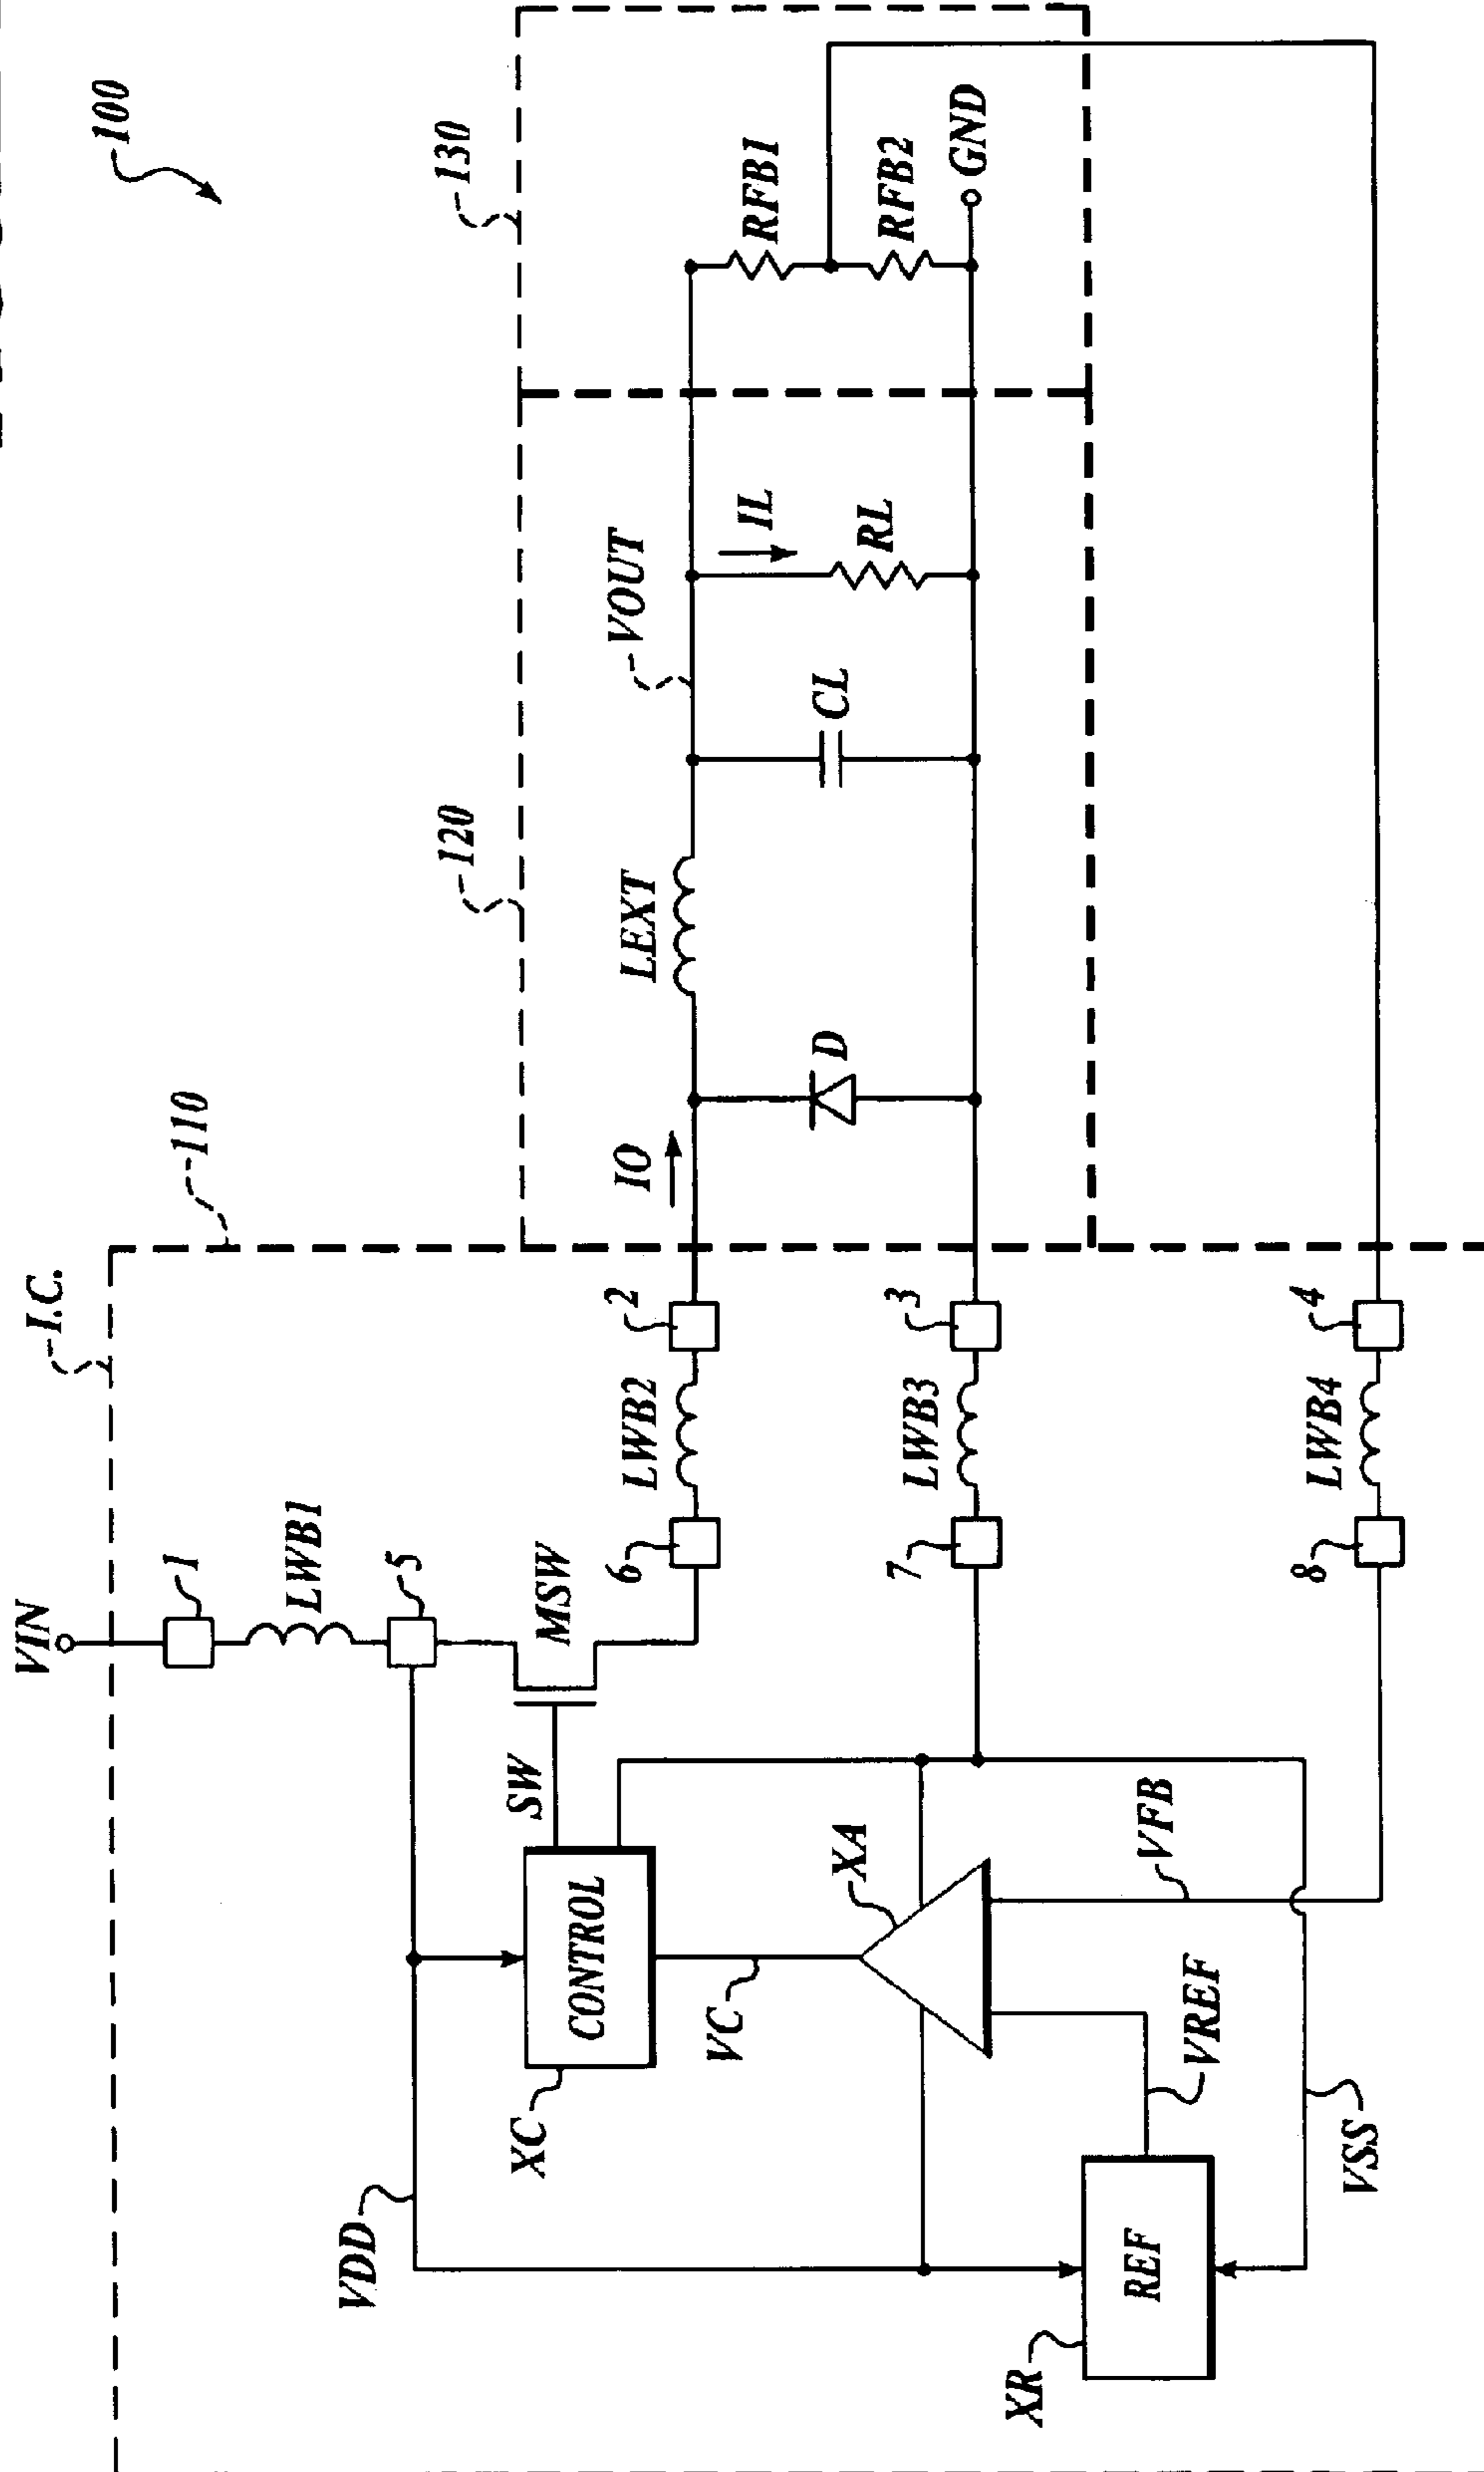 100
130
RFB1
RFB2
GND
120
VOUT
IL
RL
CL
LEXT
D
110
IO
I.C.
VIN
1
LWB1
5
MSW
SW
2
LWB2
6
3
LWB3
7
4
LWB4
8
VDD
CONTROL
XC
VC
XA
VFB
VREF
VSS
REF
XR